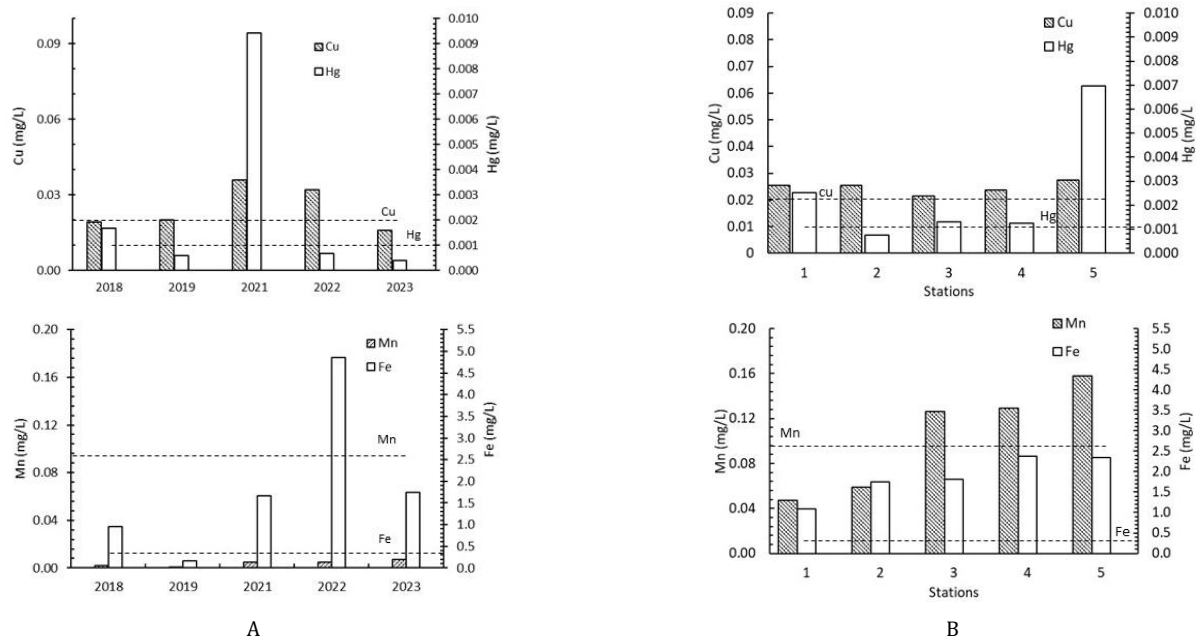 Cu (mg/L)
0.09
0.06
0.03
0.00
Cu
Hg
Cu
Hg
0.010
0.009
0.008
0.007
0.006
0.005
0.004
0.003
0.002
0.001
0.000
Hg (mg/L)
2018 2019 2021 2022 2023
Cu (mg/L)
0.09
0.08
0.07
0.06
0.05
0.04
0.03
0.02
0.01
0
Cu
Hg
cu
Hg
0.010
0.009
0.008
0.007
0.006
0.005
0.004
0.003
0.002
0.001
0.000
Hg (mg/L
1 2 3 4 5
Stations
Mn (mg/L)
0.20
0.16
0.12
0.08
0.04
0.00
Mn
Fe
Mn
Fe
5.5
5.0
4.5
4.0
3.5
3.0
2.5
2.0
1.5
1.0
0.5
0.0
Fe (mg/L)
2018 2019 2021 2022 2023
A
Mn (mg/L)
0.20
0.16
0.12
0.08
0.04
0.00
Mn
Fe
Mn
Fe
5.5
5.0
4.5
4.0
3.5
3.0
2.5
2.0
1.5
1.0
0.5
0.0
Fe (mg/L)
1 2 3 4 5
Stations
B